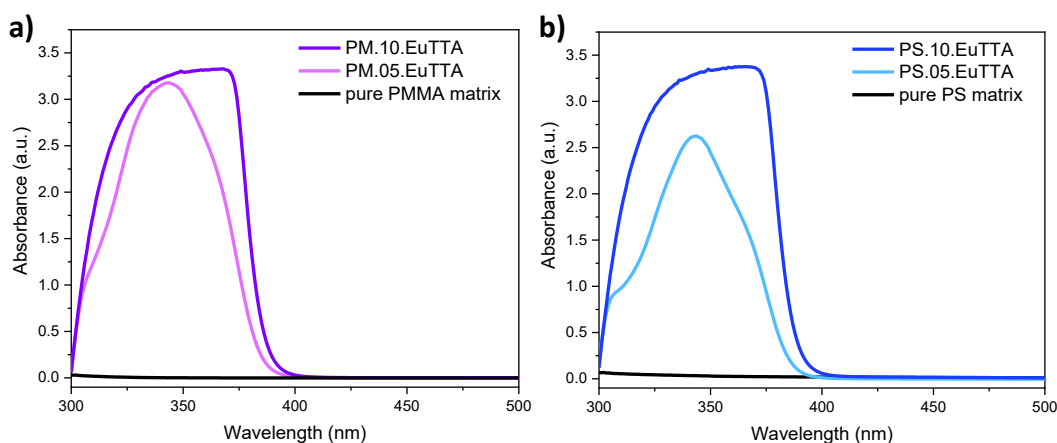 a)
PM.10.EuTTA
PM.05.EuTTA
pure PMMA matrix
Absorbance (a.u.)
3.5
3.0
2.5
2.0
1.5
1.0
0.5
0.0
300
350
400
450
500
Wavelength (nm)
b)
PS.10.EuTTA
PS.05.EuTTA
pure PS matrix
Absorbance (a.u.)
3.5
3.0
2.5
2.0
1.5
1.0
0.5
0.0
300
350
400
450
500
Wavelength (nm)